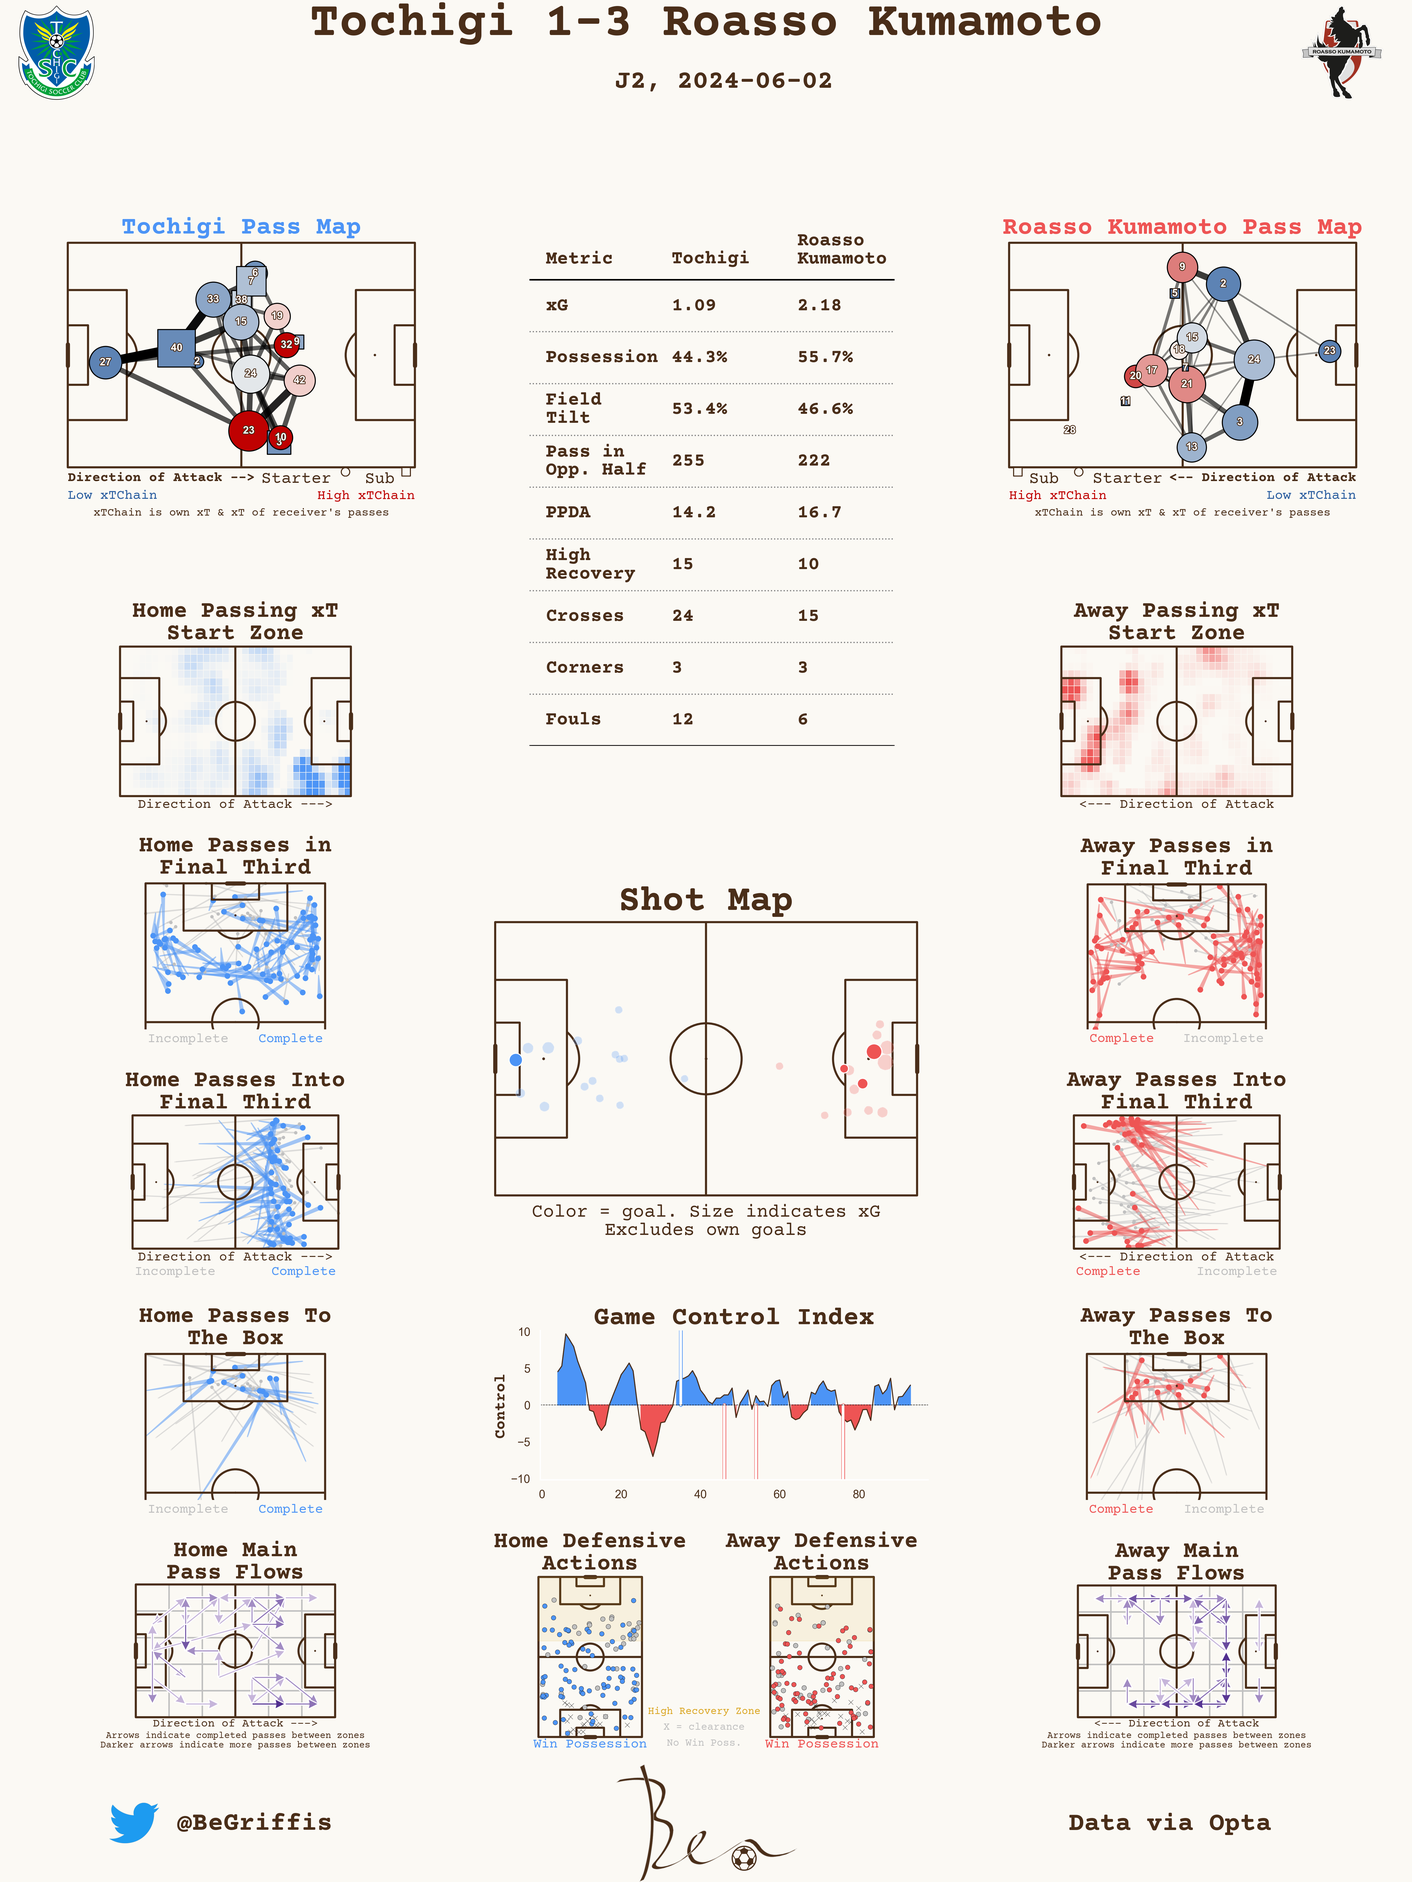 Tochigi 1-3 Roasso Kumamoto
J2, 2024-06-02
TOCHIGI
SC
TOCHIGI SOCCER CLUB
ROASSO KUMAMOTO
Tochigi Pass Map
6
7
33
38
15
19
32
9
40
2
27
24
42
23
10
Direction of Attack --> Starter Sub
Low xTChain High xTChain
xTChain is own xT & xT of receiver's passes
Metric Tochigi Roasso Kumamoto
xG 1.09 2.18
Possession 44.3% 55.7%
Field Tilt 53.4% 46.6%
Pass in Opp. Half 255 222
PPDA 14.2 16.7
High Recovery 15 10
Crosses 24 15
Corners 3 3
Fouls 12 6
Roasso Kumamoto Pass Map
9
2
5
15
18
23
24
7
17
20
21
11
3
28
13
Sub Starter <-- Direction of Attack
High xTChain Low xTChain
xTChain is own xT & xT of receiver's passes
Home Passing xT
Start Zone
Direction of Attack --->
Away Passing xT
Start Zone
<--- Direction of Attack
Home Passes in
Final Third
Incomplete Complete
Away Passes in
Final Third
Complete Incomplete
Shot Map
Color = goal. Size indicates xG
Excludes own goals
Home Passes Into
Final Third
Direction of Attack --->
Incomplete Complete
Away Passes Into
Final Third
<--- Direction of Attack
Complete Incomplete
Home Passes To
The Box
Incomplete Complete
Game Control Index
Control
10
5
0
−5
−10
0 20 40 60 80
Away Passes To
The Box
Complete Incomplete
Home Main
Pass Flows
Direction of Attack --->
Arrows indicate completed passes between zones
Darker arrows indicate more passes between zones
Home Defensive
Actions
Win Possession
High Recovery Zone
X = clearance
No Win Poss.
Away Defensive
Actions
Win Possession
Away Main
Pass Flows
<--- Direction of Attack
Arrows indicate completed passes between zones
Darker arrows indicate more passes between zones
@BeGriffis
Ben
Data via Opta